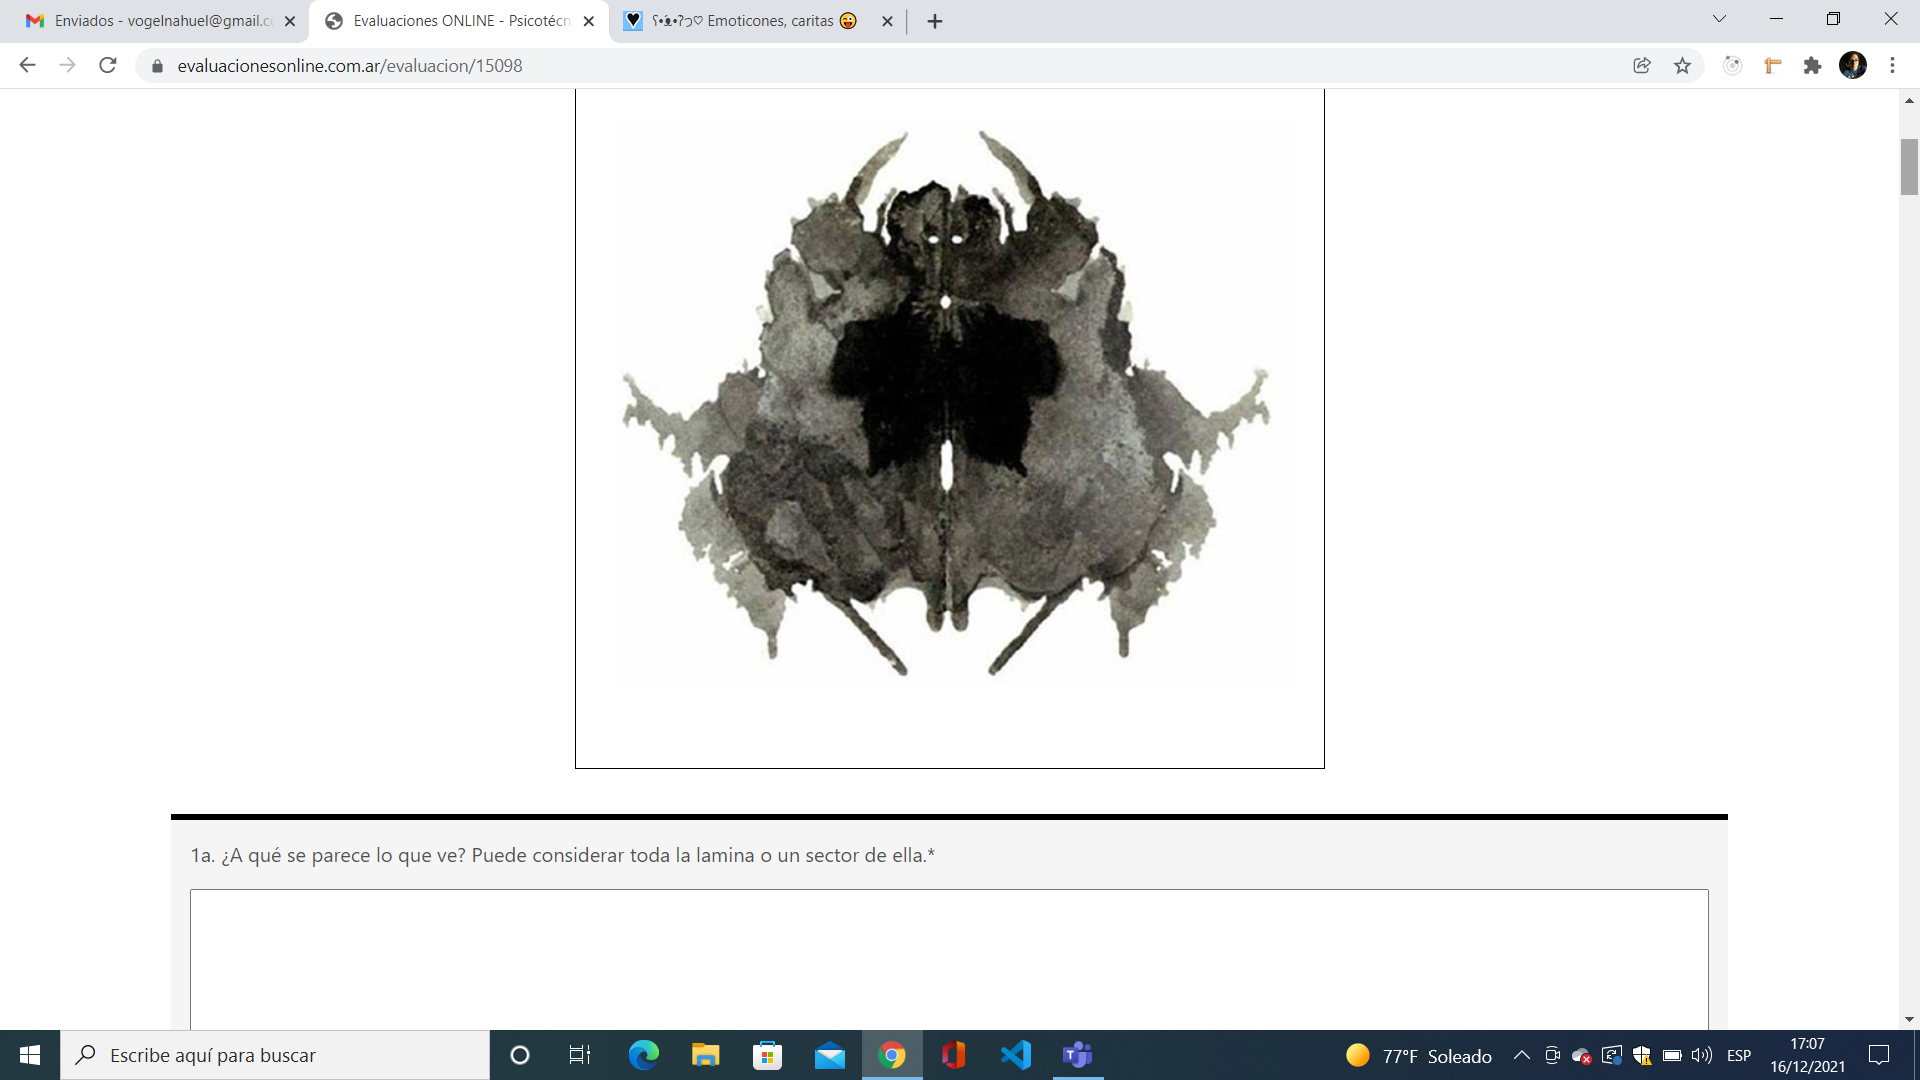 Enviados - vogelnahuel@gmail.c
Evaluaciones ONLINE - Psicotécn
Emoticones, caritas 😜
evaluacionesonline.com.ar/evaluacion/15098
1a. ¿A qué se parece lo que ve? Puede considerar toda la lamina o un sector de ella.*
Escribe aquí para buscar
77°F Soleado
ESP
17:07
16/12/2021